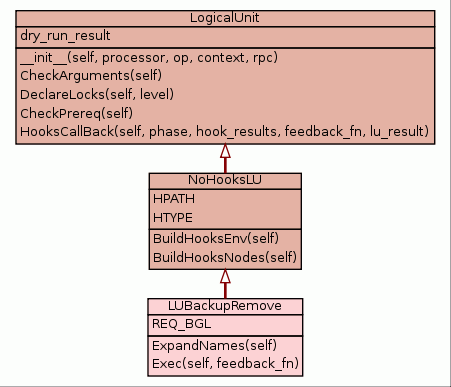 LogicalUnit
dry_run_result
__init__(self, processor, op, context, rpc)
CheckArguments(self)
DeclareLocks(self, level)
CheckPrereq(self)
HooksCallBack(self, phase, hook_results, feedback_fn, lu_result)
NoHooksLU
HPATH
HTYPE
BuildHooksEnv(self)
BuildHooksNodes(self)
LUBackupRemove
REQ_BGL
ExpandNames(self)
Exec(self, feedback_fn)